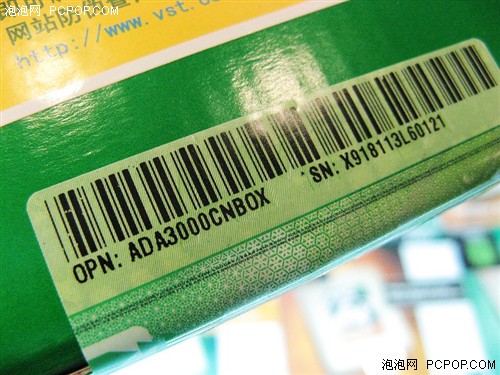 泡泡网 PCPOP.COM
网站防
http://www.vst.c
OPN: ADA3000CNBOX
SN: X918113L60121
泡泡网 PCPOP.COM